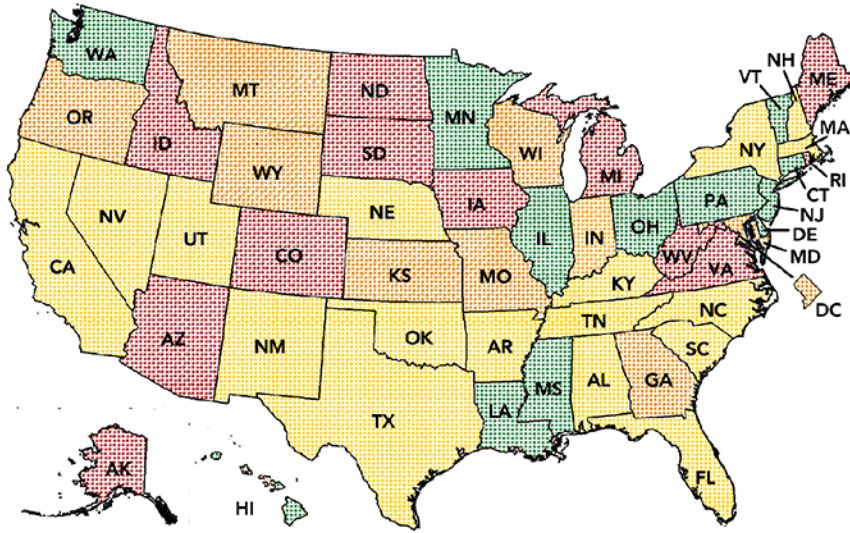 WA
MT
ND
MN
OR
ID
WY
SD
WI
MI
NH
VT
ME
MA
NY
RI
CT
NV
UT
NE
IA
PA
NJ
CA
CO
KS
MO
IL
IN
OH
DE
MD
WV
VA
KY
DC
AZ
NM
OK
AR
TN
NC
SC
TX
LA
MS
AL
GA
FL
AK
HI